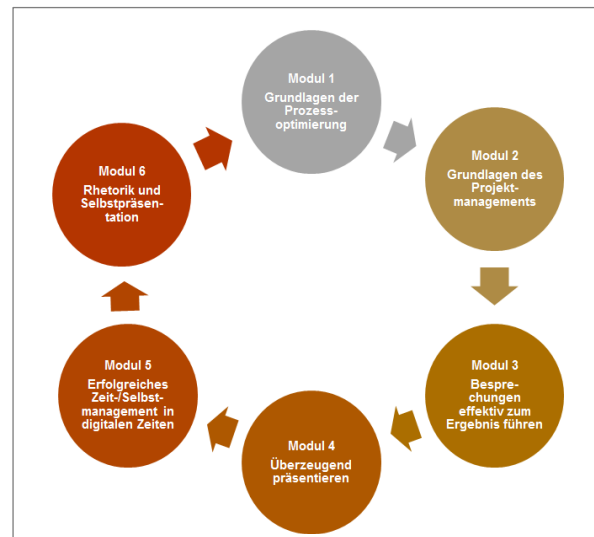 Modul 1
Grundlagen der
Prozess-
optimierung
Modul 2
Grundlagen des
Projekt-
managements
Modul 3
Bespre-
chungen
effektiv zum
Ergebnis führen
Modul 4
Überzeugend
präsentieren
Modul 5
Erfolgreiches
Zeit-/Selbst-
management in
digitalen Zeiten
Modul 6
Rhetorik und
Selbstpräsen-
tation